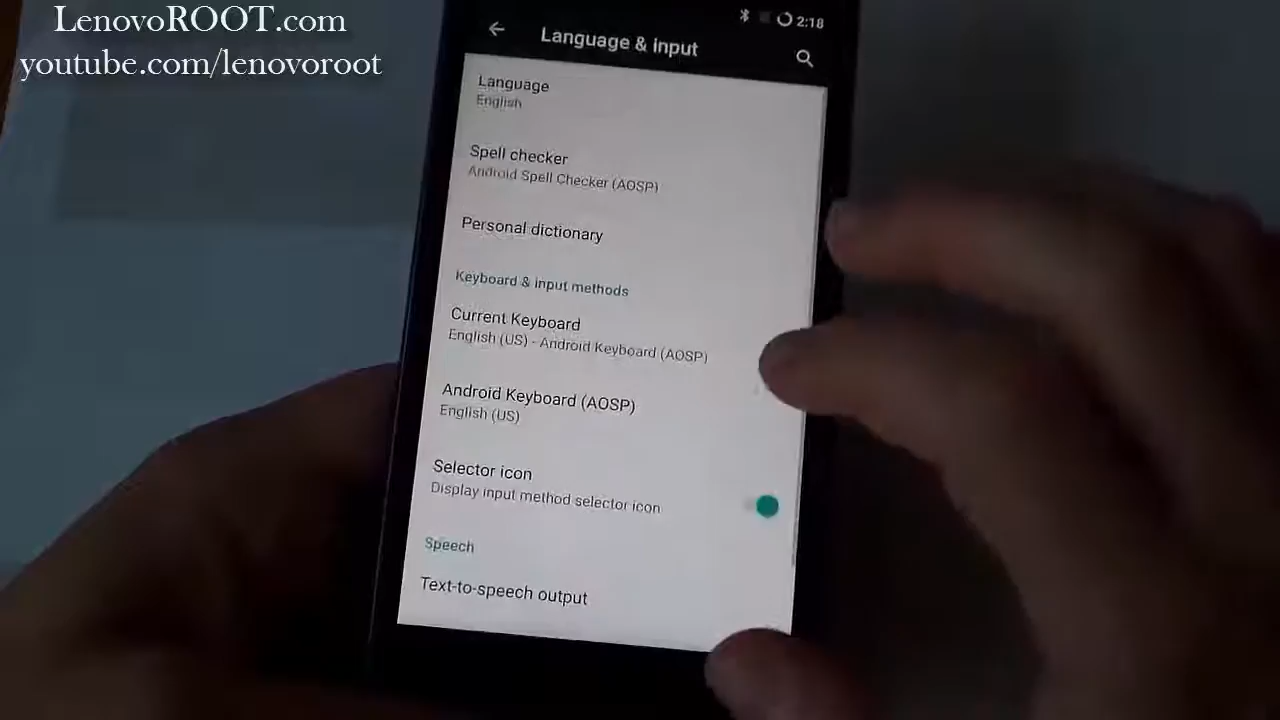 LenovoROOT.com
youtube.com/lenovoroot
2:18
Language & input
Language
English
Spell checker
Android Spell Checker (AOSP)
Personal dictionary
Keyboard & input methods
Current Keyboard
English (US) - Android Keyboard (AOSP)
Android Keyboard (AOSP)
English (US)
Selector icon
Display input method selector icon
Speech
Text-to-speech output